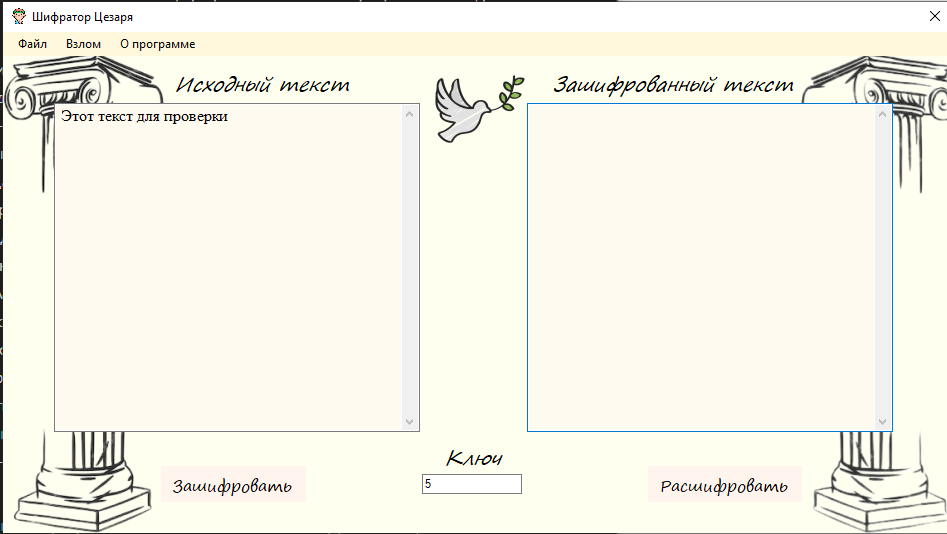 Шифратор Цезаря
Файл Взлом О программе
Исходный текст
Зашифрованный текст
Этот текст для проверки
Ключ
5
Зашифровать
Расшифровать